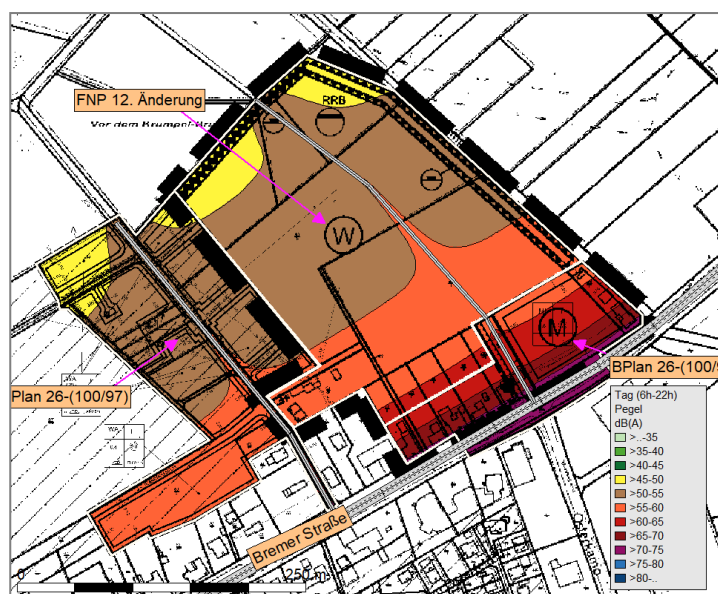 FNP 12. Änderung
RRB
Vor dem Krumpel-
W
M
Plan 26-(100/97)
BPlan 26-(100/9
Bremer Straße
0
250 m
Tag (6h-22h)
Pegel
dB(A)
>..-35
>35-40
>40-45
>45-50
>50-55
>55-60
>60-65
>65-70
>70-75
>75-80
>80-..